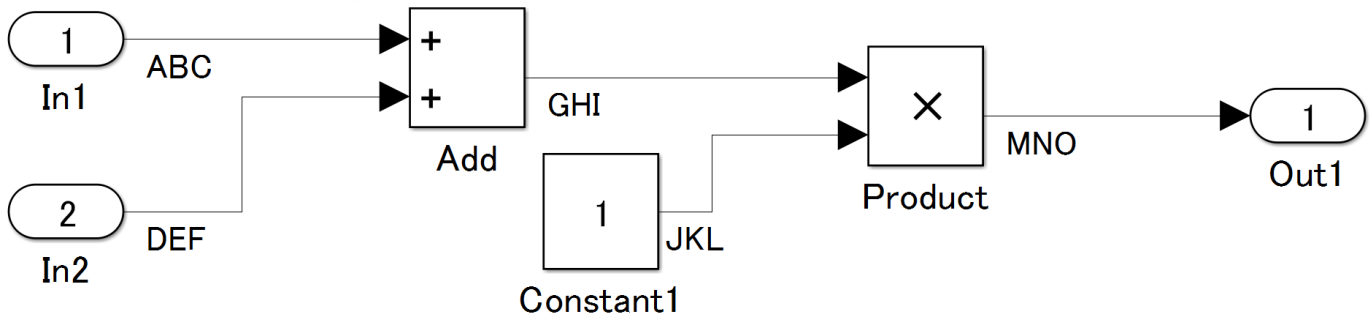 1
In1
ABC
2
In2
DEF
+
+
Add
GHI
1
Constant1
JKL
×
Product
MNO
1
Out1